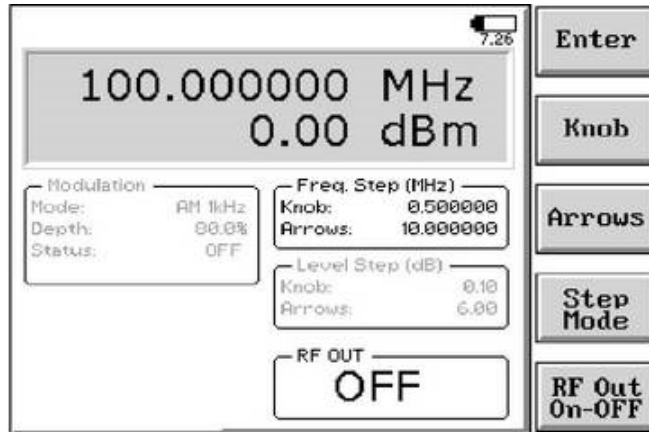 7.26
100.000000 MHz
0.00 dBm
Modulation
Mode: AM 1kHz
Depth: 80.0%
Status: OFF
Freq. Step (MHz)
Knob: 0.500000
Arrows: 10.000000
Level Step (dB)
Knob: 0.10
Arrows: 6.00
RF OUT
OFF
Enter
Knob
Arrows
Step
Mode
RF Out
On-OFF